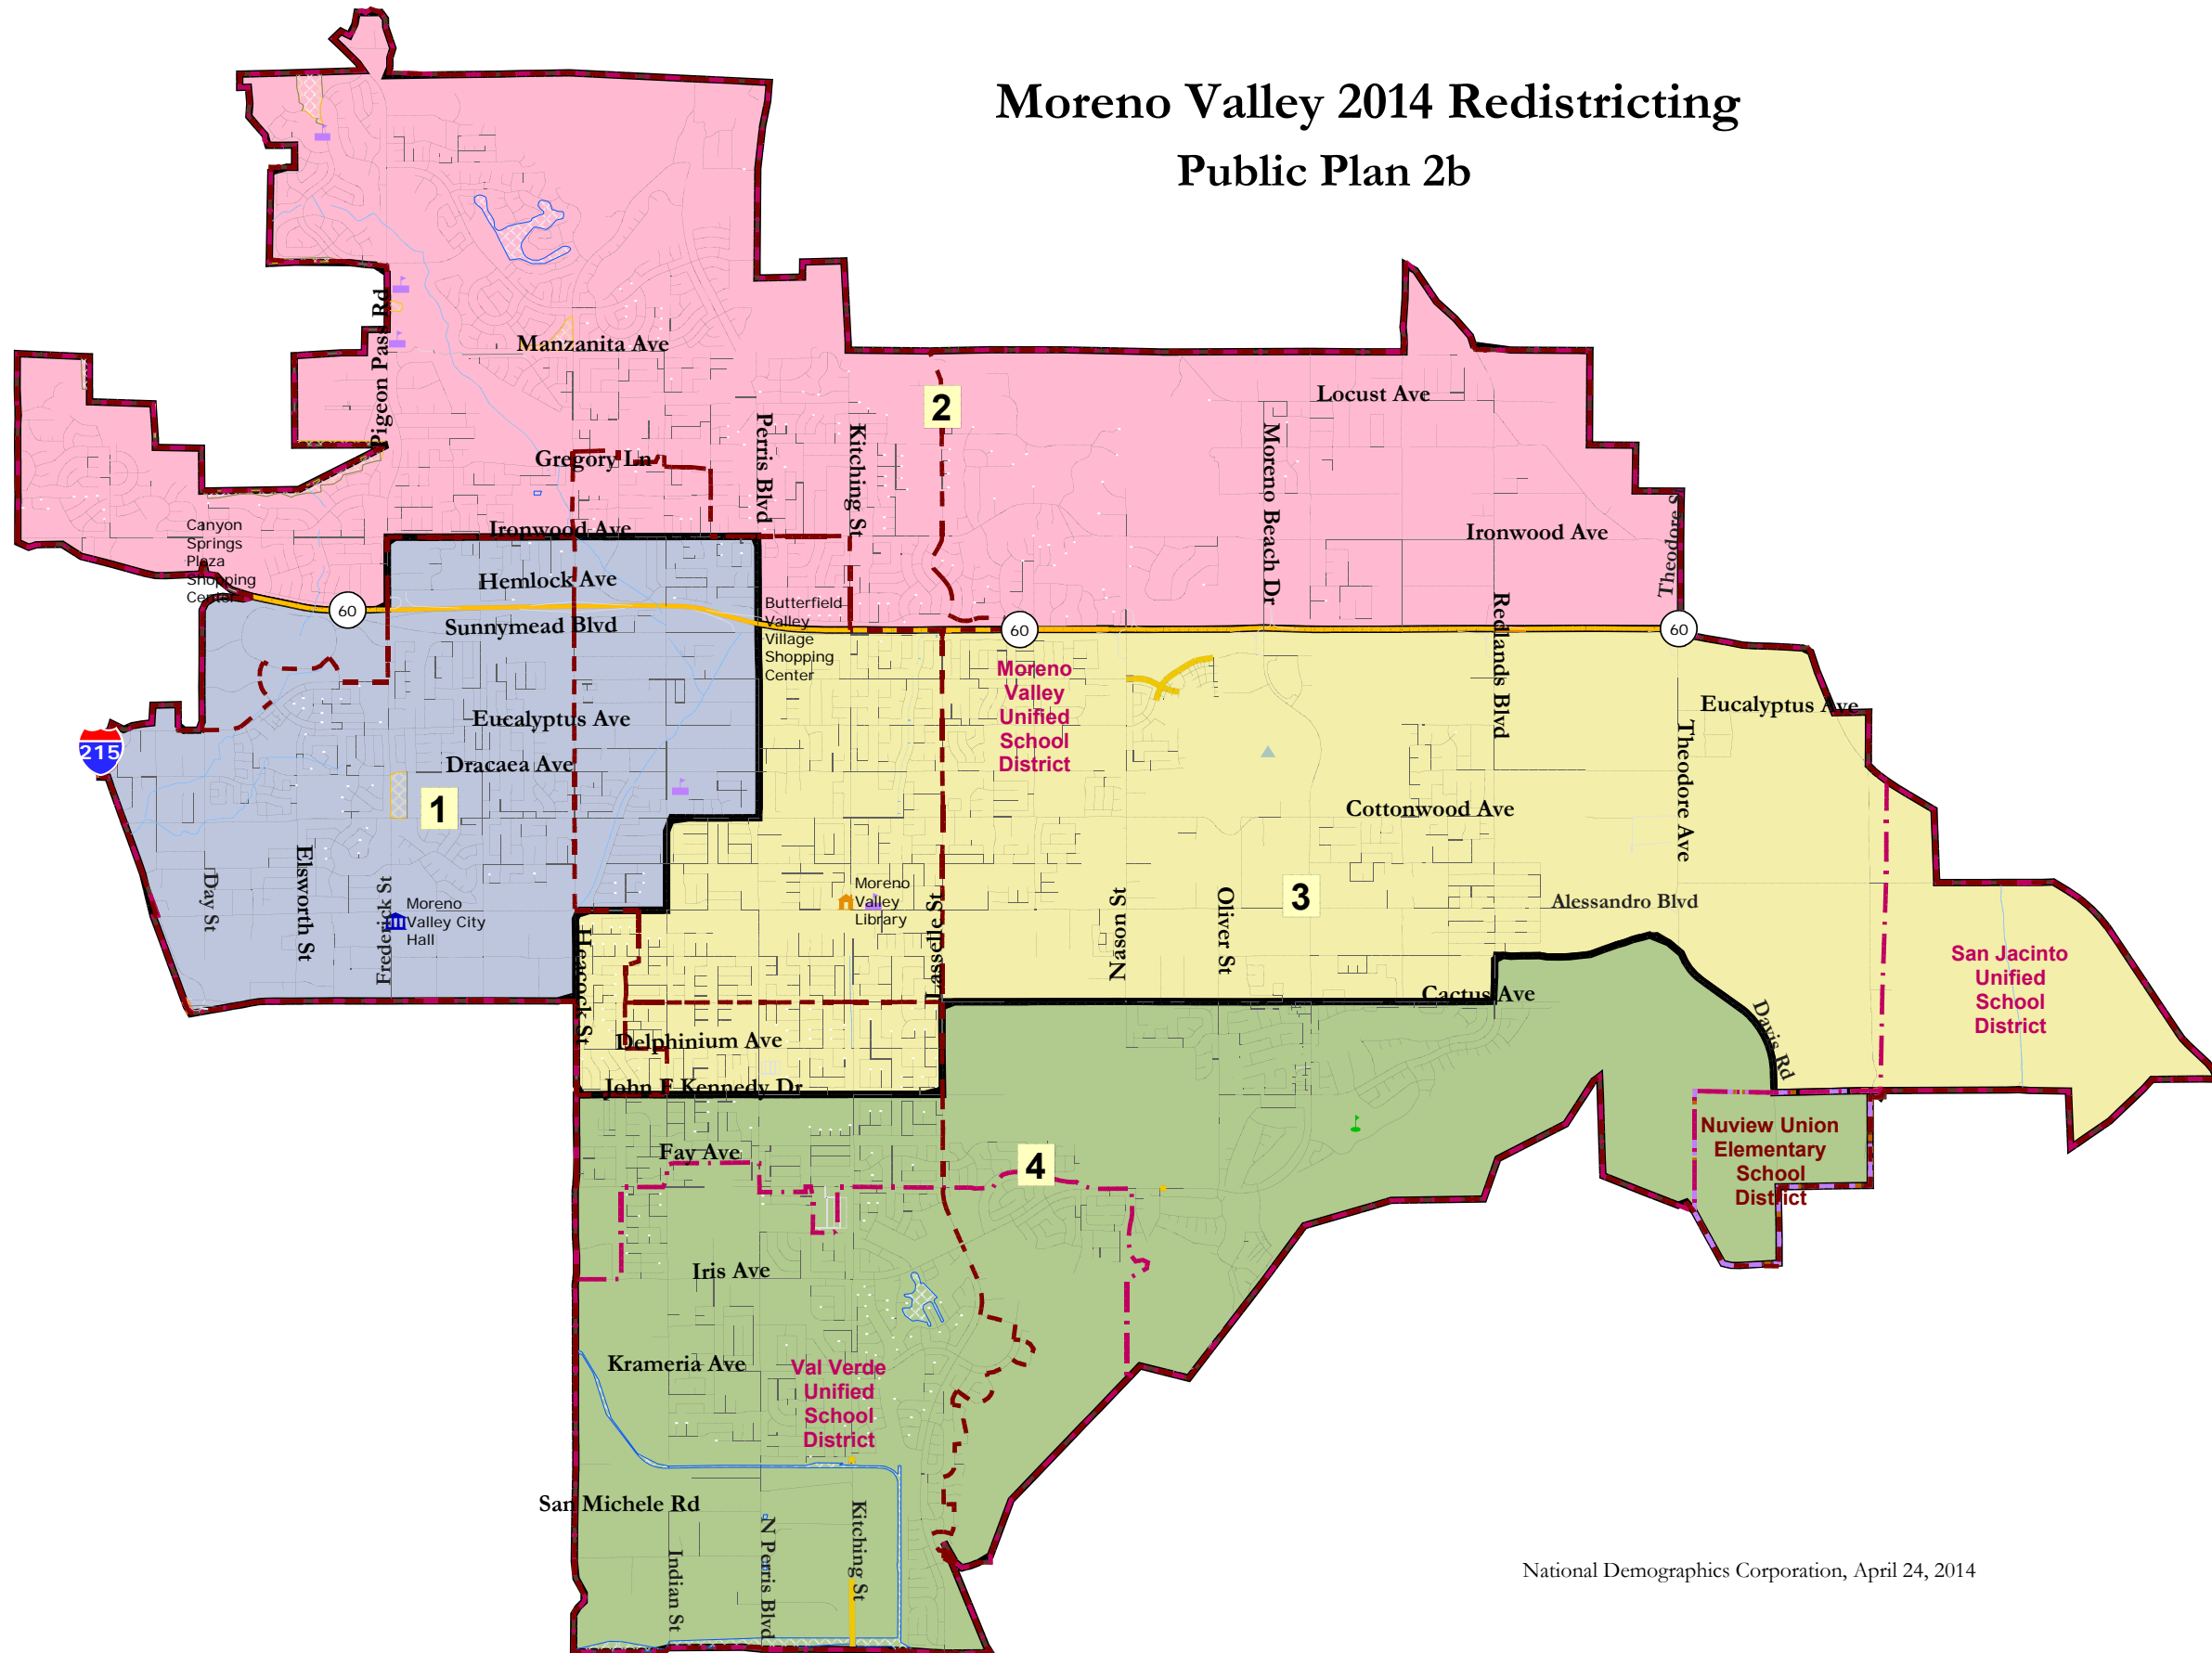 Moreno Valley 2014 Redistricting
Public Plan 2b
Pigeon Pass Rd
Manzanita Ave
Locust Ave
2
Perris Blvd
Kitching St
Moreno Beach Dr
Gregory Ln
Ironwood Ave
Ironwood Ave
Theodore S
Canyon
Springs
Plaza
Shopping
Center
Hemlock Ave
60
Sunnymead Blvd
Butterfield
Valley
Village
Shopping
Center
60
60
Redlands Blvd
Moreno
Valley
Unified
School
District
Eucalyptus Ave
Eucalyptus Ave
215
Dracaea Ave
Theodore Ave
1
Cottonwood Ave
Day St
Elsworth St
Frederick St
Moreno
Valley City
Hall
Moreno
Valley
Library
Lasselle St
Nason St
Oliver St
3
Alessandro Blvd
Heacock St
San Jacinto
Unified
School
District
Cactus Ave
Davis Rd
Delphinium Ave
John F Kennedy Dr
Nuview Union
Elementary
School
District
Fay Ave
4
Iris Ave
Krameria Ave
Val Verde
Unified
School
District
San Michele Rd
Indian St
N Perris Blvd
Kitching St
National Demographics Corporation, April 24, 2014